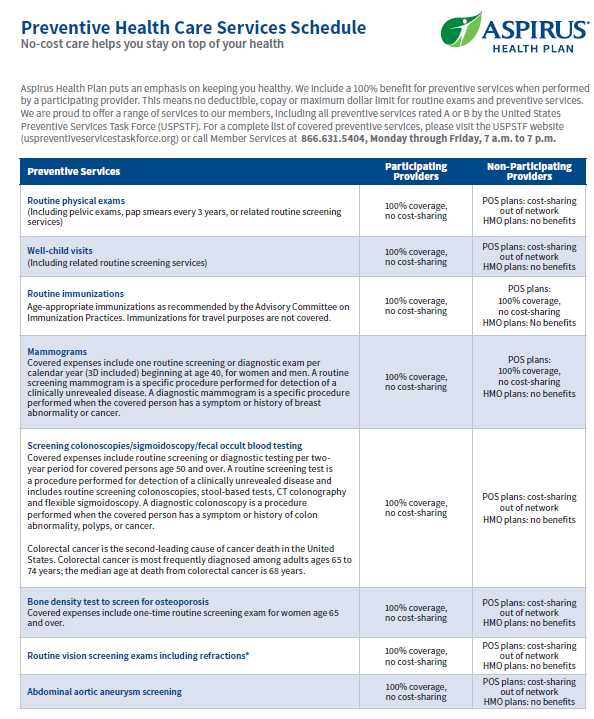 Preventive Health Care Services Schedule
No-cost care helps you stay on top of your health
ASPIRUS®
HEALTH PLAN
Aspirus Health Plan puts an emphasis on keeping you healthy. We Include a 100% benefit for preventive services when performed
by a participating provider. This means no deductible, copay or maximum dollar limit for routine exams and preventive services.
We are proud to offer a range of services to our members, including all preventive services rated A or B by the United States
Preventive Services Task Force (USPSTF). For a complete list of covered preventive services, please visit the USPSTF website
(uspreventiveservicestaskforce.org) or call Member Services at 866.631.5404, Monday through Friday, 7 a.m. to 7 p.m.
Preventive Services
Participating
Providers
Non-Participating
Providers
Routine physical exams
(Including pelvic exams, pap smears every 3 years, or related routine screening
services)
100% coverage,
no cost-sharing
POS plans: cost-sharing
out of network
HMO plans: no benefits
Well-child visits
(Including related routine screening services)
100% coverage,
no cost-sharing
POS plans: cost-sharing
out of network
HMO plans: no benefits
Routine immunizations
Age-appropriate immunizations as recommended by the Advisory Committee on
Immunization Practices. Immunizations for travel purposes are not covered.
100% coverage,
no cost-sharing
POS plans:
100% coverage,
no cost-sharing
HMO plans: No benefits
Mammograms
Covered expenses include one routine screening or diagnostic exam per
calendar year (3D included) beginning at age 40, for women and men. A routine
screening mammogram is a specific procedure performed for detection of a
clinically unrevealed disease. A diagnostic mammogram is a specific procedure
performed when the covered person has a symptom or history of breast
abnormality or cancer.
100% coverage,
no cost-sharing
POS plans:
100% coverage,
no cost-sharing
HMO plans: no benefits
Screening colonoscopies/sigmoidoscopy/fecal occult blood testing
Covered expenses include routine screening or diagnostic testing per two-
year period for covered persons age 50 and over. A routine screening test is
a procedure performed for detection of a clinically unrevealed disease and
includes routine screening colonoscopies, stool-based tests, CT colonography
and flexible sigmoidoscopy. A diagnostic colonoscopy is a procedure
performed when the covered person has a symptom or history of colon
abnormality, polyps, or cancer.
Colorectal cancer is the second-leading cause of cancer death in the United
States. Colorectal cancer is most frequently diagnosed among adults ages 65 to
74 years; the median age at death from colorectal cancer is 68 years.
100% coverage,
no cost-sharing
POS plans: cost-sharing
out of network
HMO plans: no benefits
Bone density test to screen for osteoporosis
Covered expenses include one-time routine screening exam for women age 65
and over.
100% coverage,
no cost-sharing
POS plans: cost-sharing
out of network
HMO plans: no benefits
Routine vision screening exams including refractions*
100% coverage,
no cost-sharing
POS plans: cost-sharing
out of network
HMO plans: no benefits
Abdominal aortic aneurysm screening
100% coverage,
no cost-sharing
POS plans: cost-sharing
out of network
HMO plans: no benefits